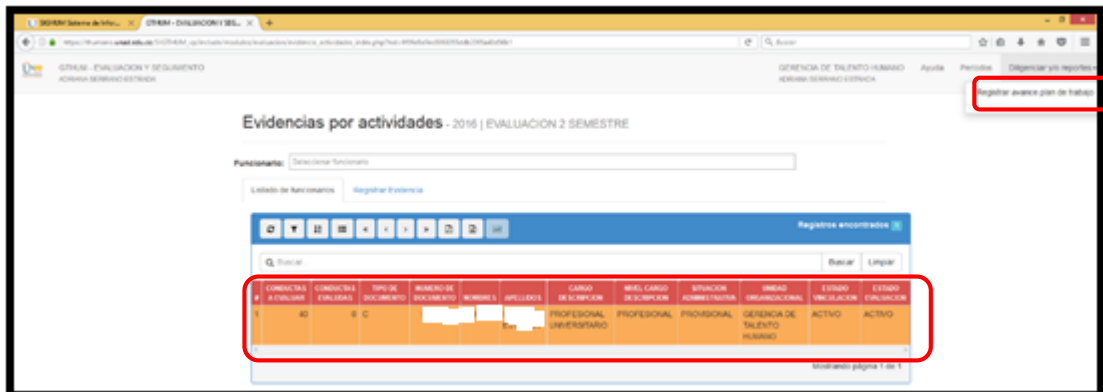 SIGHUM Sistema de Infor...
GTHUM - EVALUACION Y SEG...
Buscar
GTHUM - EVALUACION Y SEGUIMIENTO
ADRIANA SERRANO ESTRADA
GERENCIA DE TALENTO HUMANO
ADRIANA SERRANO ESTRADA
Ayuda
Periodos
Diligenciar y/o reportes
Registrar avance plan de trabajo
Evidencias por actividades - 2016 | EVALUACION 2 SEMESTRE
Funcionario: Seleccionar funcionario
Listado de funcionarios
Registrar Evidencia
Registros encontrados
Buscar
Buscar
Limpiar
# CONDUCTAS A EVALUAR CONDUCTAS EVALUADAS TIPO DE DOCUMENTO NUMERO DE DOCUMENTO NOMBRES APELLIDOS CARGO DESCRIPCION NIVEL CARGO DESCRIPCION SITUACION ADMINISTRATIVA UNIDAD ORGANIZACIONAL ESTADO VINCULACION ESTADO EVALUACION
1 40 0 C PROFESIONAL UNIVERSITARIO PROFESIONAL PROVISIONAL GERENCIA DE TALENTO HUMANO ACTIVO ACTIVO
Mostrando página 1 de 1